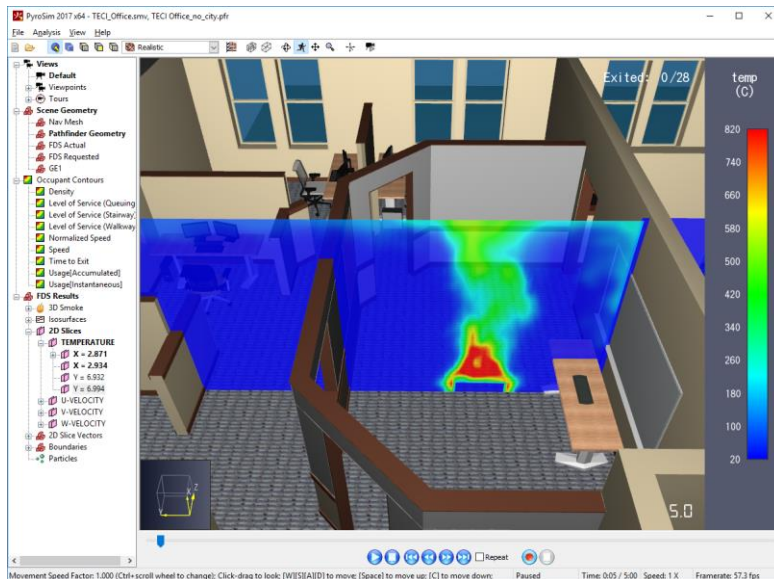 PyroSim 2017 x64 - TECI_Office.smv, TECI Office_no_city.pfr
File Analysis View Help
Realistic
Views
Default
Viewpoints
Tours
Scene Geometry
Nav Mesh
Pathfinder Geometry
FDS Actual
FDS Requested
GE1
Occupant Contours
Density
Level of Service (Queuing
Level of Service (Stairway)
Level of Service (Walkway
Normalized Speed
Speed
Time to Exit
Usage[Accumulated]
Usage[Instantaneous]
FDS Results
3D Smoke
Isosurfaces
2D Slices
TEMPERATURE
X = 2.871
X = 2.934
Y = 6.932
Y = 6.994
U-VELOCITY
V-VELOCITY
W-VELOCITY
2D Slice Vectors
Boundaries
Particles
Exited: 0/28
temp
(C)
820
740
660
580
500
420
340
260
180
100
20
5.0
Z
Y
Repeat
Movement Speed Factor: 1.000 (Ctrl+scroll wheel to change); Click-drag to look; [W][S][A][D] to move; [Space] to move up; [C] to move down;
Paused
Time: 0:05 / 5:00
Speed: 1 X
Framerate: 57.3 fps